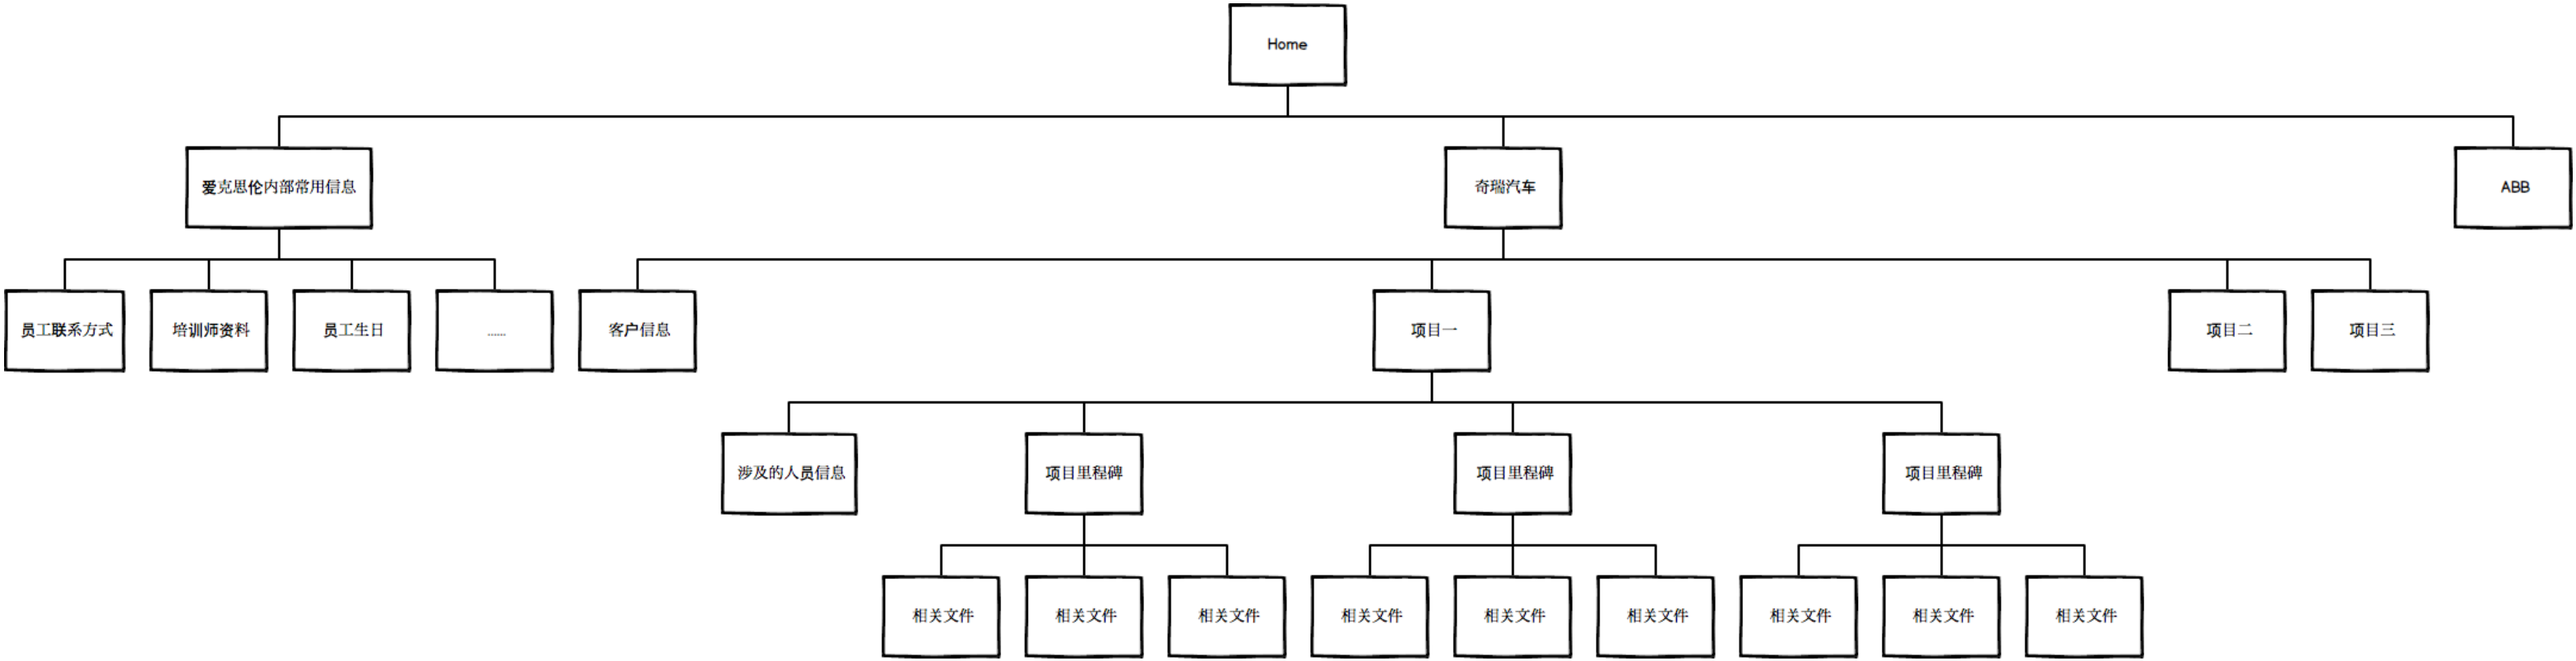 Home
爱克思伦内部常用信息
奇瑞汽车
ABB
员工联系方式
培训师资料
员工生日
......
客户信息
项目一
项目二
项目三
涉及的人员信息
项目里程碑
项目里程碑
项目里程碑
相关文件
相关文件
相关文件
相关文件
相关文件
相关文件
相关文件
相关文件
相关文件